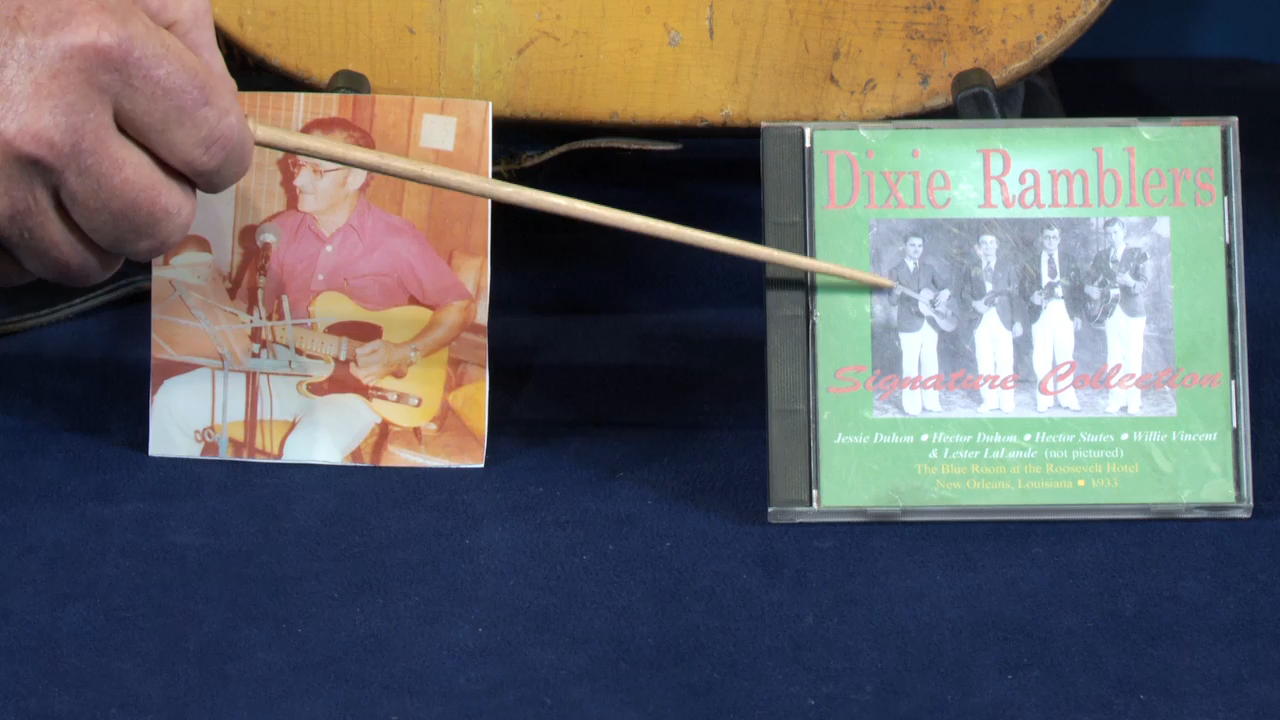 Dixie Ramblers
Signature Collection
Jessie Duhon • Hector Duhon • Hector Stutes • Willie Vincent
& Lester LaLande (not pictured)
The Blue Room at the Roosevelt Hotel
New Orleans, Louisiana ■ 1933